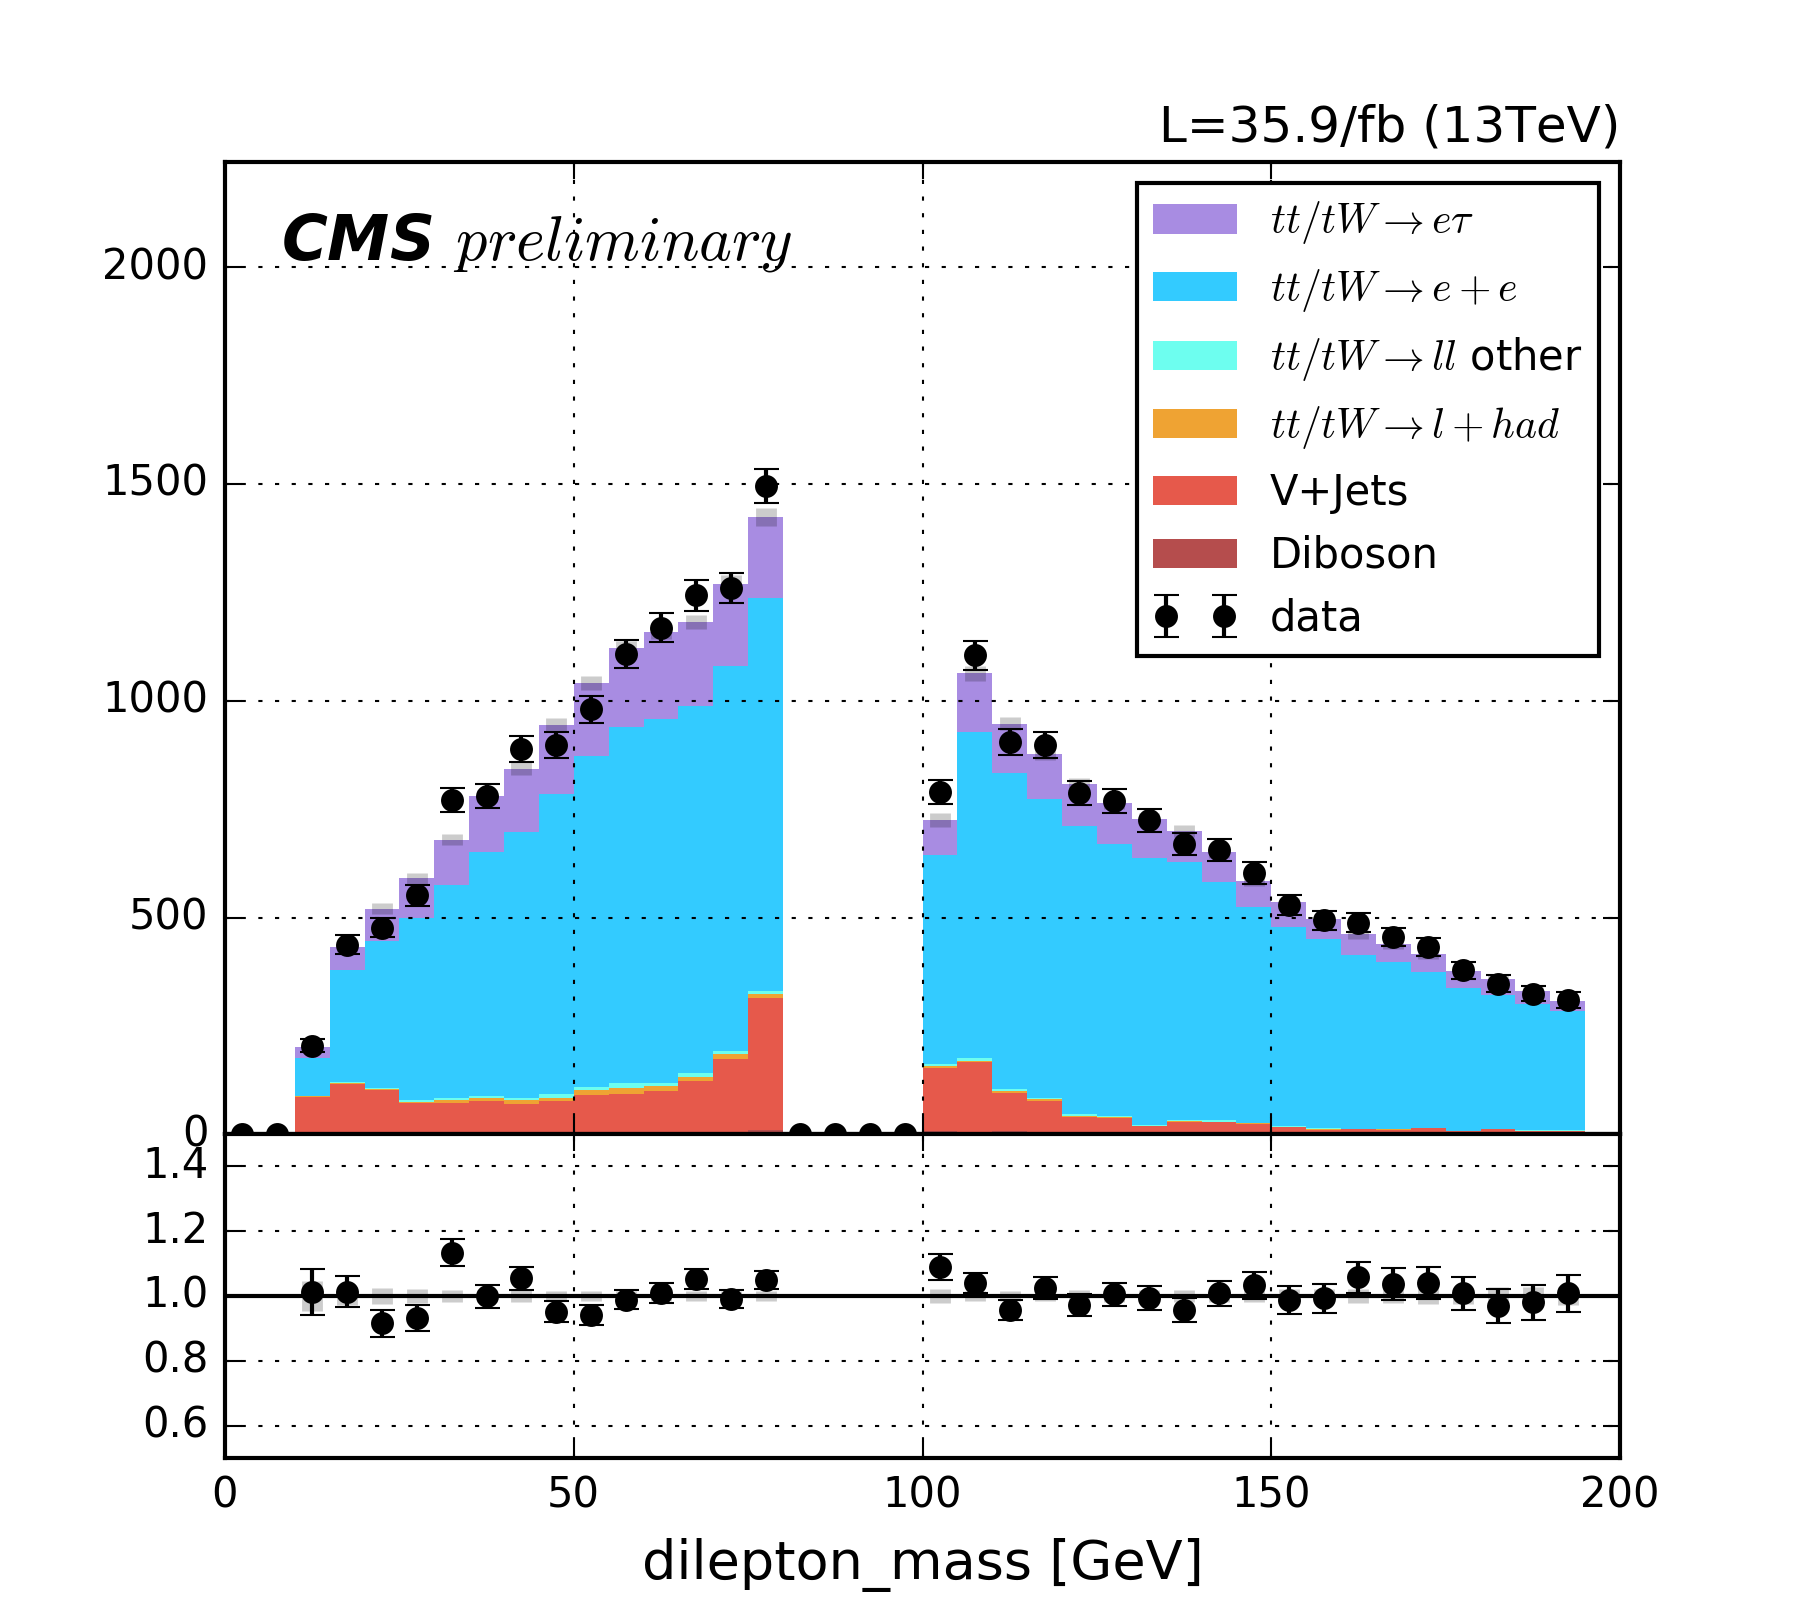 L=35.9/fb (13TeV)
CMS preliminary
tt/tW→eτ
tt/tW→e+e
tt/tW→ll other
tt/tW→l+had
V+Jets
Diboson
data
2000
1500
1000
500
0
1.4
1.2
1.0
0.8
0.6
0 50 100 150 200
dilepton_mass [GeV]